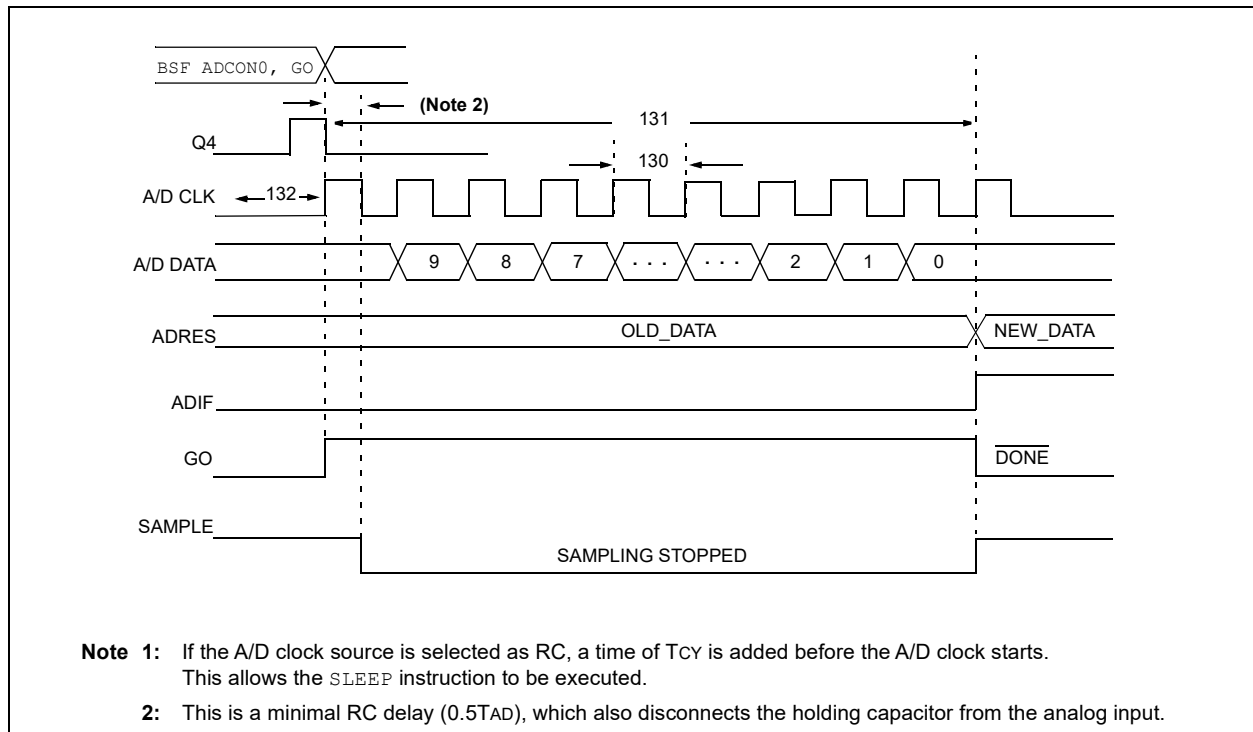 BSF ADCON0, GO
(Note 2)
131
Q4
130
A/D CLK
132
A/D DATA
9 8 7 . . . . . . 2 1 0
ADRES
OLD_DATA
NEW_DATA
ADIF
GO
DONE
SAMPLE
SAMPLING STOPPED
Note 1: If the A/D clock source is selected as RC, a time of TCY is added before the A/D clock starts.
This allows the SLEEP instruction to be executed.
2: This is a minimal RC delay (0.5TAD), which also disconnects the holding capacitor from the analog input.